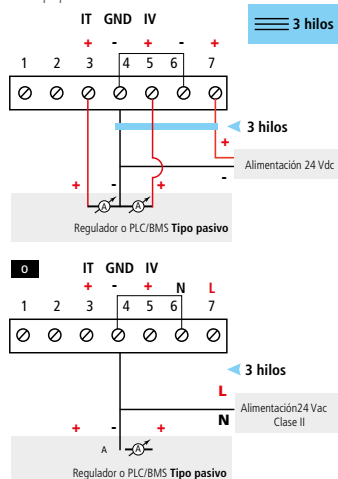 3 hilos
IT GND IV
+ - + - +
1 2 3 4 5 6 7
3 hilos
+
Alimentación 24 Vdc
-
+ - +
A A
Regulador o PLC/BMS Tipo pasivo
o
IT GND IV
+ - + N L
1 2 3 4 5 6 7
3 hilos
L
Alimentación24 Vac
N
Clase II
+ - +
A A
Regulador o PLC/BMS Tipo pasivo